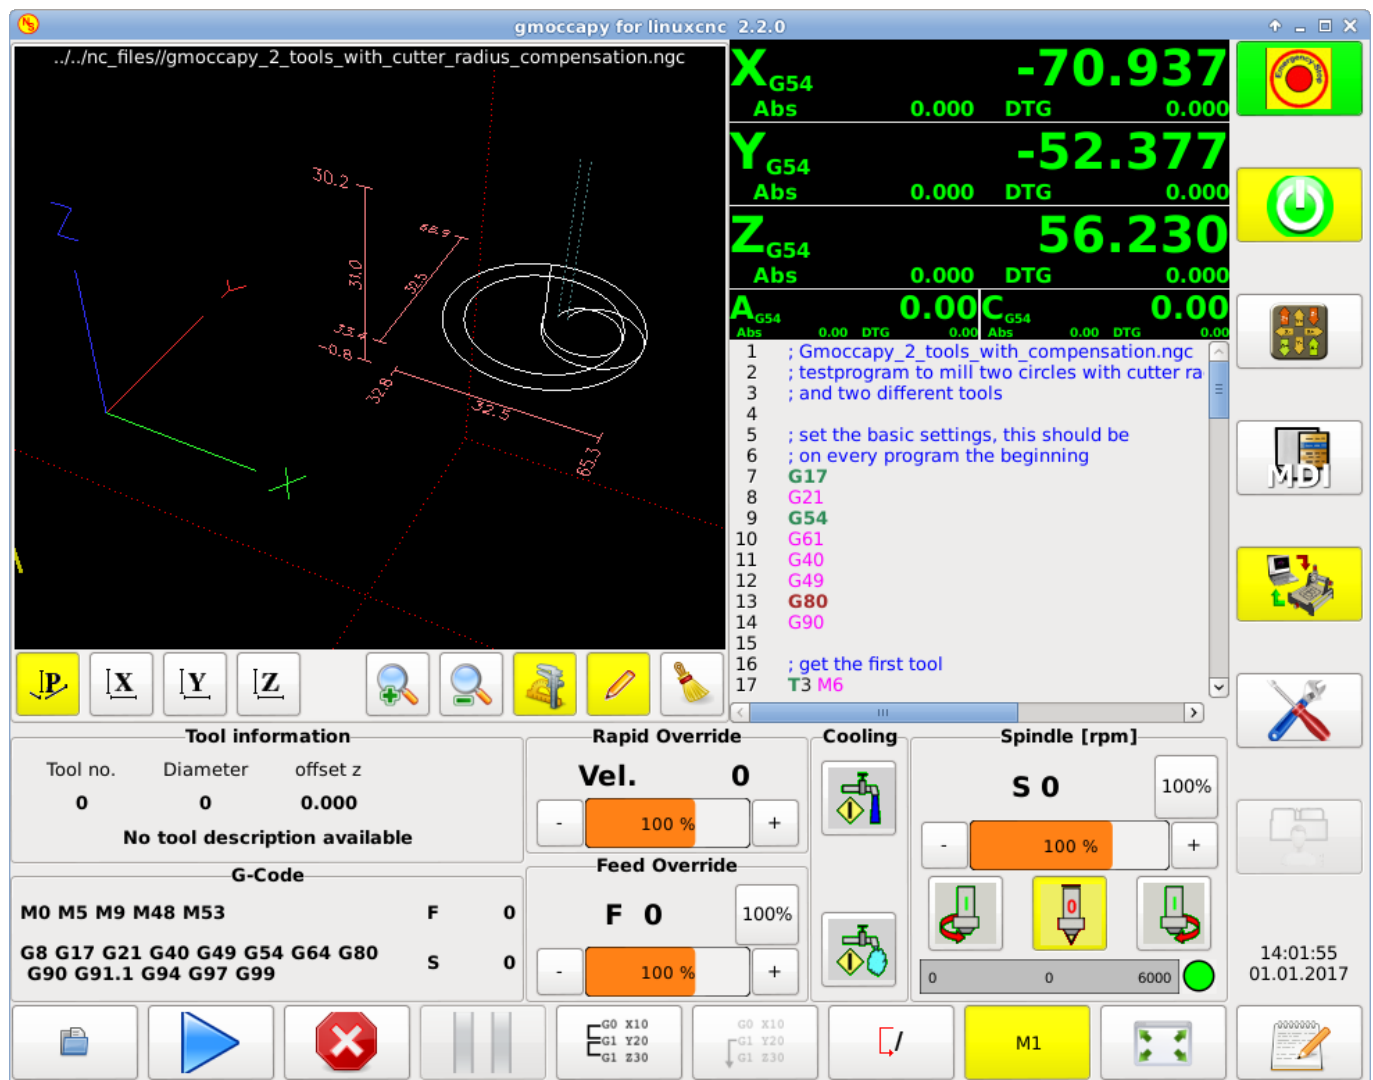 gmoccapy for linuxcnc 2.2.0
../../nc_files//gmoccapy_2_tools_with_cutter_radius_compensation.ngc
30.2
68.9
31.0
32.5
33.4
-0.8
32.8
32.5
65.3
Z
Y
X
X G54 -70.937
Abs 0.000 DTG 0.000
Y G54 -52.377
Abs 0.000 DTG 0.000
Z G54 56.230
Abs 0.000 DTG 0.000
A G54 0.00 C G54 0.00
Abs 0.00 DTG 0.00 Abs 0.00 DTG 0.00
1 ; Gmoccapy_2_tools_with_compensation.ngc
2 ; testprogram to mill two circles with cutter ra
3 ; and two different tools
4
5 ; set the basic settings, this should be
6 ; on every program the beginning
7 G17
8 G21
9 G54
10 G61
11 G40
12 G49
13 G80
14 G90
15
16 ; get the first tool
17 T3 M6
Emergency-Stop
MDI
P X Y Z
Tool information
Tool no. Diameter offset z
0 0 0.000
No tool description available
G-Code
M0 M5 M9 M48 M53 F 0
G8 G17 G21 G40 G49 G54 G64 G80
G90 G91.1 G94 G97 G99 S 0
Rapid Override
Vel. 0
- 100 % +
Feed Override
F 0 100%
- 100 % +
Cooling
Spindle [rpm]
S 0 100%
- 100 % +
I 0 I
0 0 6000
14:01:55
01.01.2017
G0 X10
G1 Y20
G1 Z30
G0 X10
G1 Y20
G1 Z30
M1